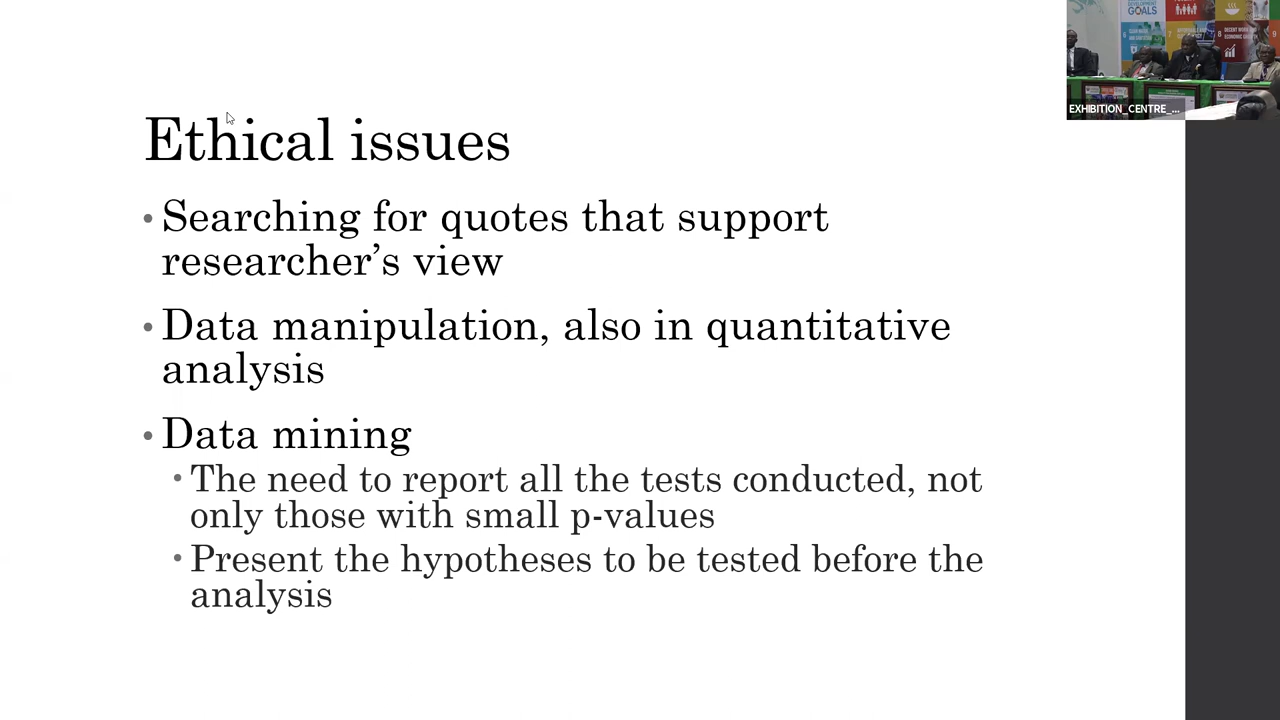 Ethical issues
• Searching for quotes that support
researcher’s view
• Data manipulation, also in quantitative
analysis
• Data mining
• The need to report all the tests conducted, not
only those with small p-values
• Present the hypotheses to be tested before the
analysis
GOALS
EXHIBITION_CENTRE_...